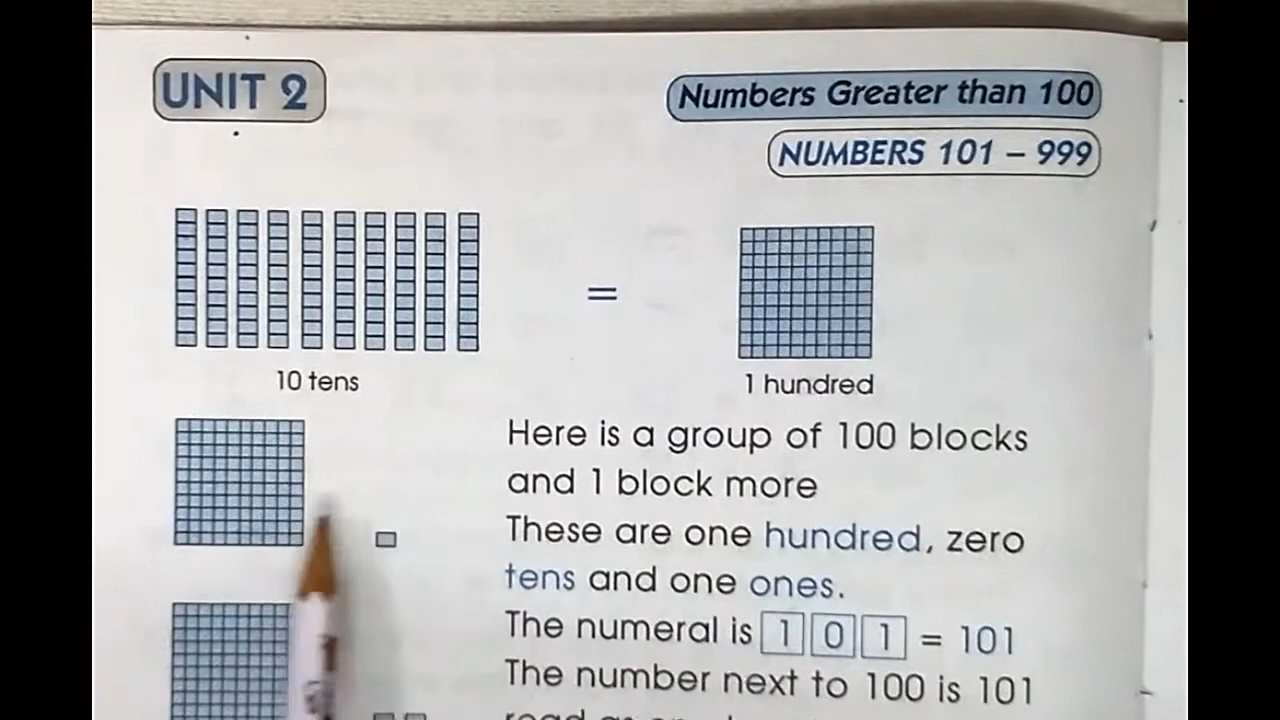 UNIT 2
Numbers Greater than 100
NUMBERS 101 – 999
=
10 tens
1 hundred
Here is a group of 100 blocks
and 1 block more
These are one hundred, zero
tens and one ones.
The numeral is 1 0 1 = 101
The number next to 100 is 101
read as